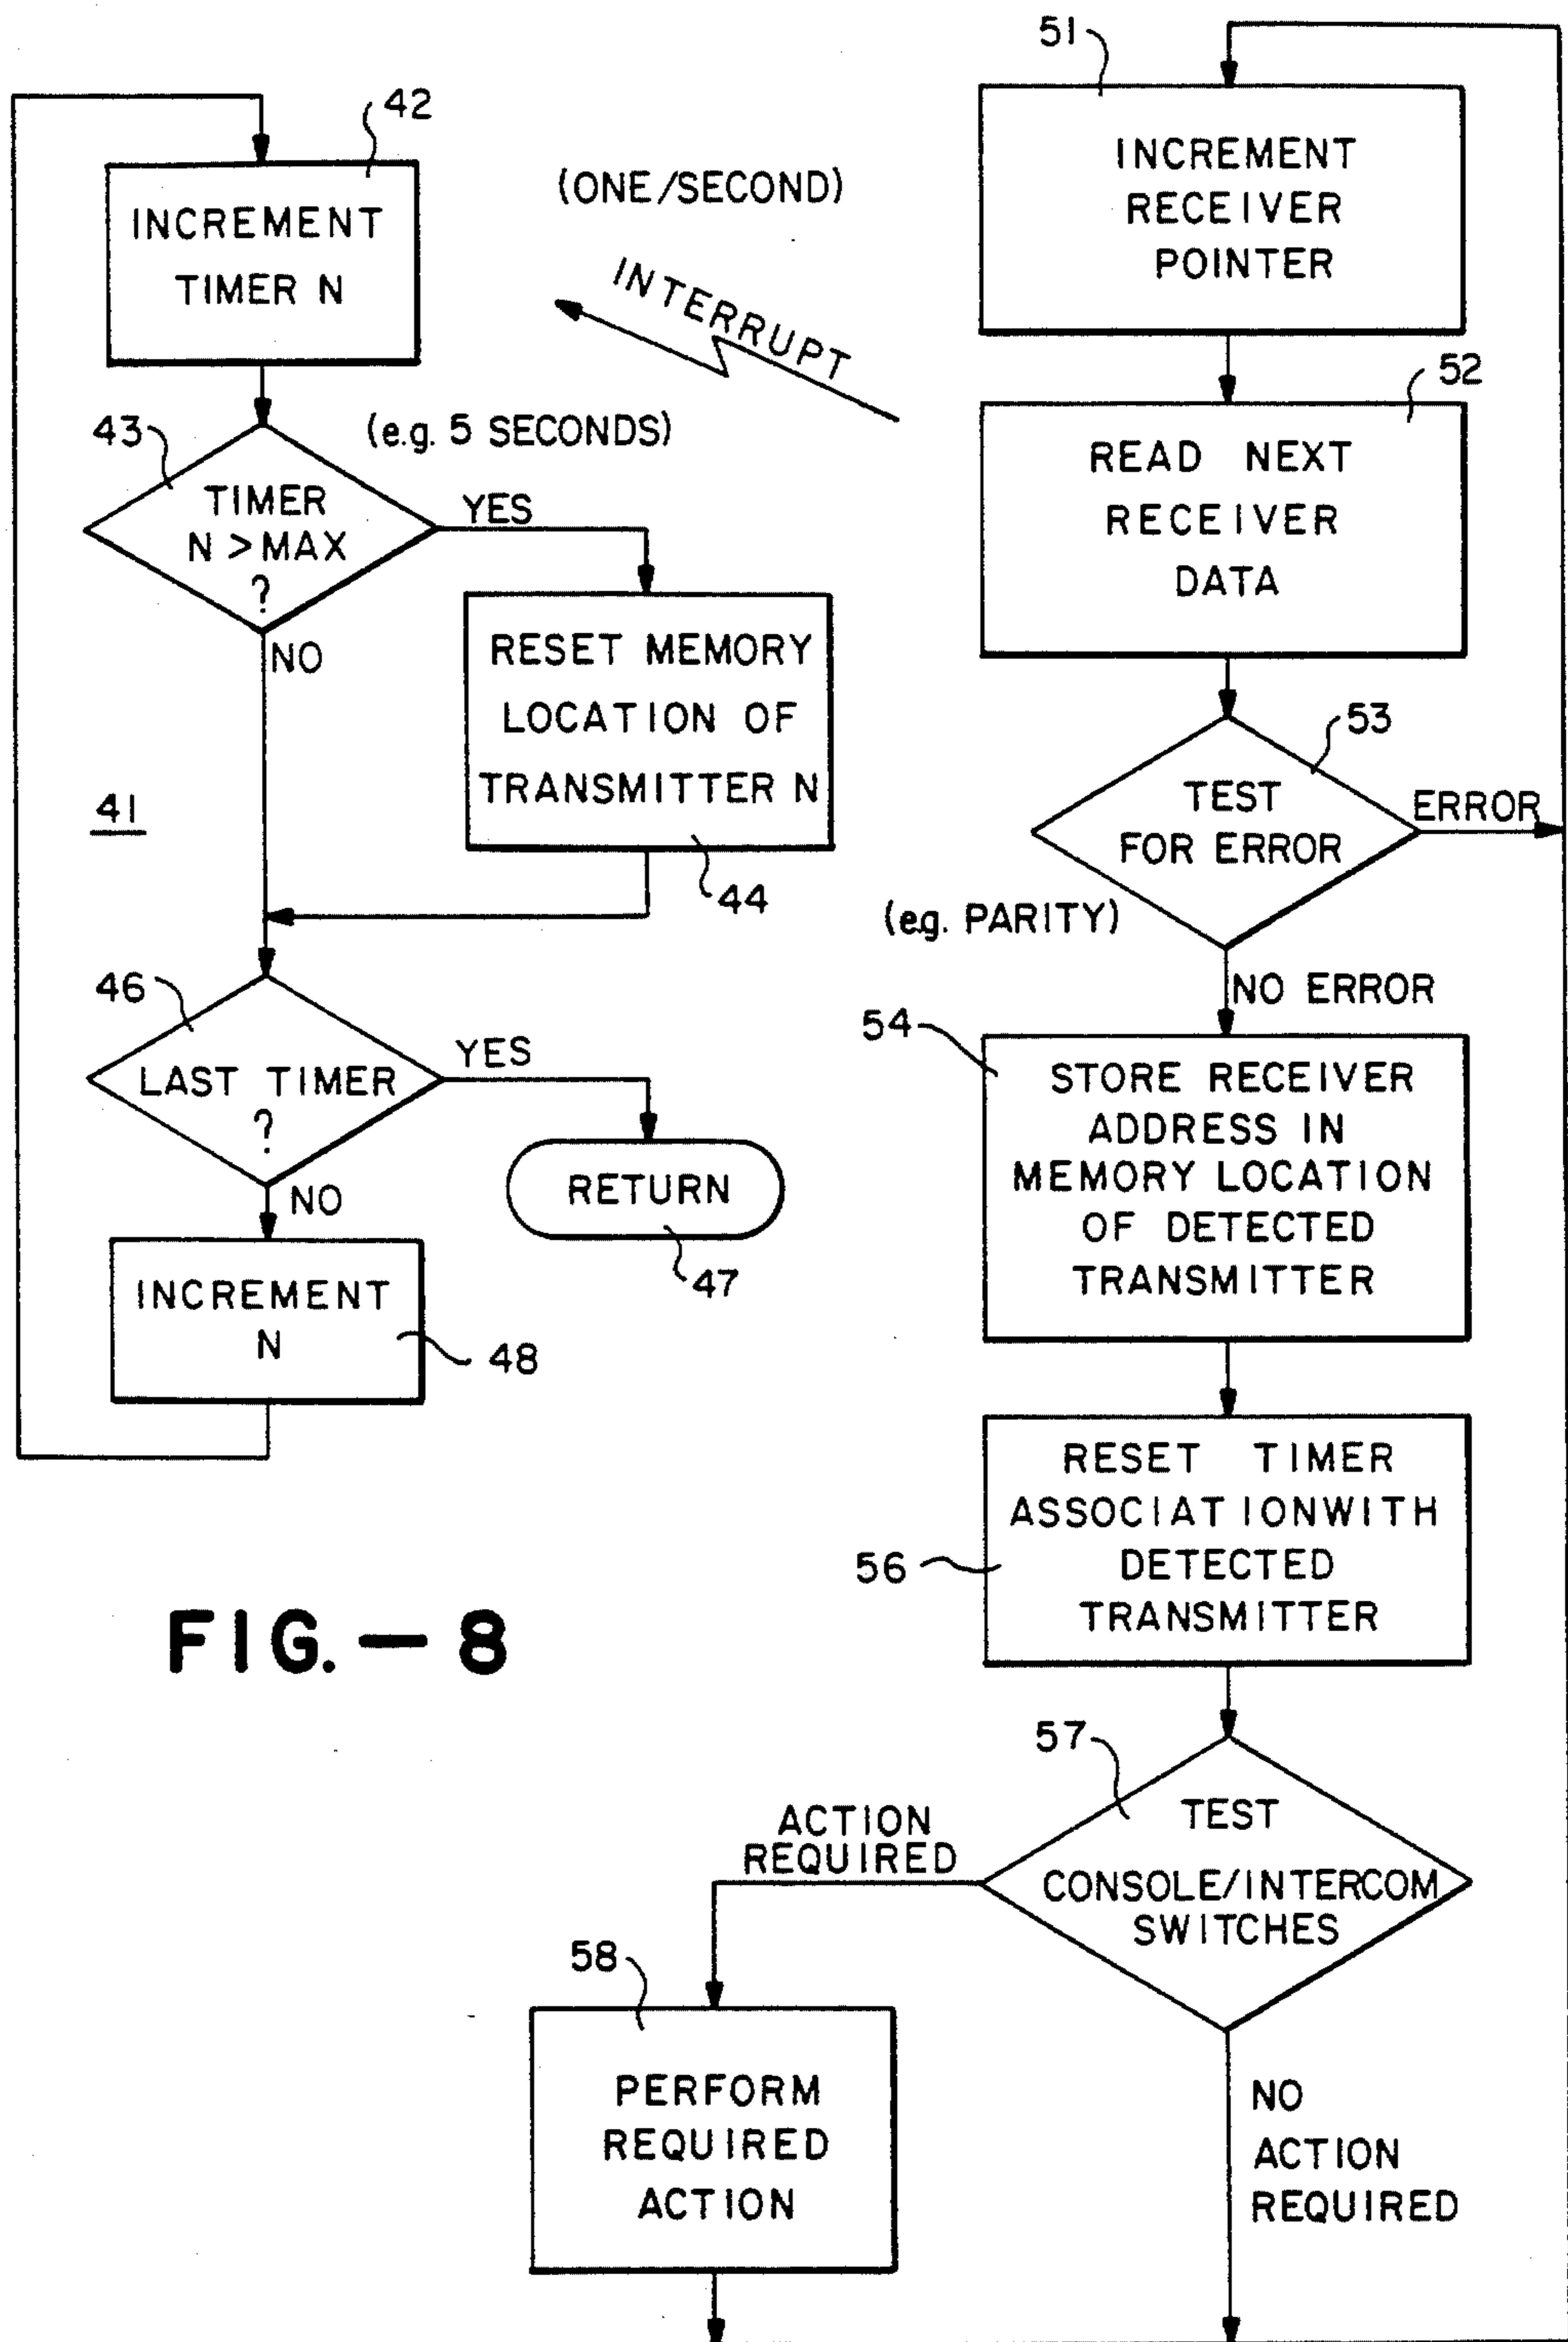 42
INCREMENT
TIMER N
43
(e.g. 5 SECONDS)
TIMER
N > MAX
?
YES
NO
RESET MEMORY
LOCATION OF
TRANSMITTER N
44
41
46
LAST TIMER
?
YES
RETURN
47
NO
INCREMENT
N
48
FIG.-8
(ONE/SECOND)
INTERRUPT
51
INCREMENT
RECEIVER
POINTER
52
READ NEXT
RECEIVER
DATA
53
TEST
FOR ERROR
ERROR
(e.g. PARITY)
NO ERROR
54
STORE RECEIVER
ADDRESS IN
MEMORY LOCATION
OF DETECTED
TRANSMITTER
RESET TIMER
ASSOCIATIONWITH
DETECTED
TRANSMITTER
56
57
TEST
CONSOLE/INTERCOM
SWITCHES
ACTION
REQUIRED
58
PERFORM
REQUIRED
ACTION
NO
ACTION
REQUIRED